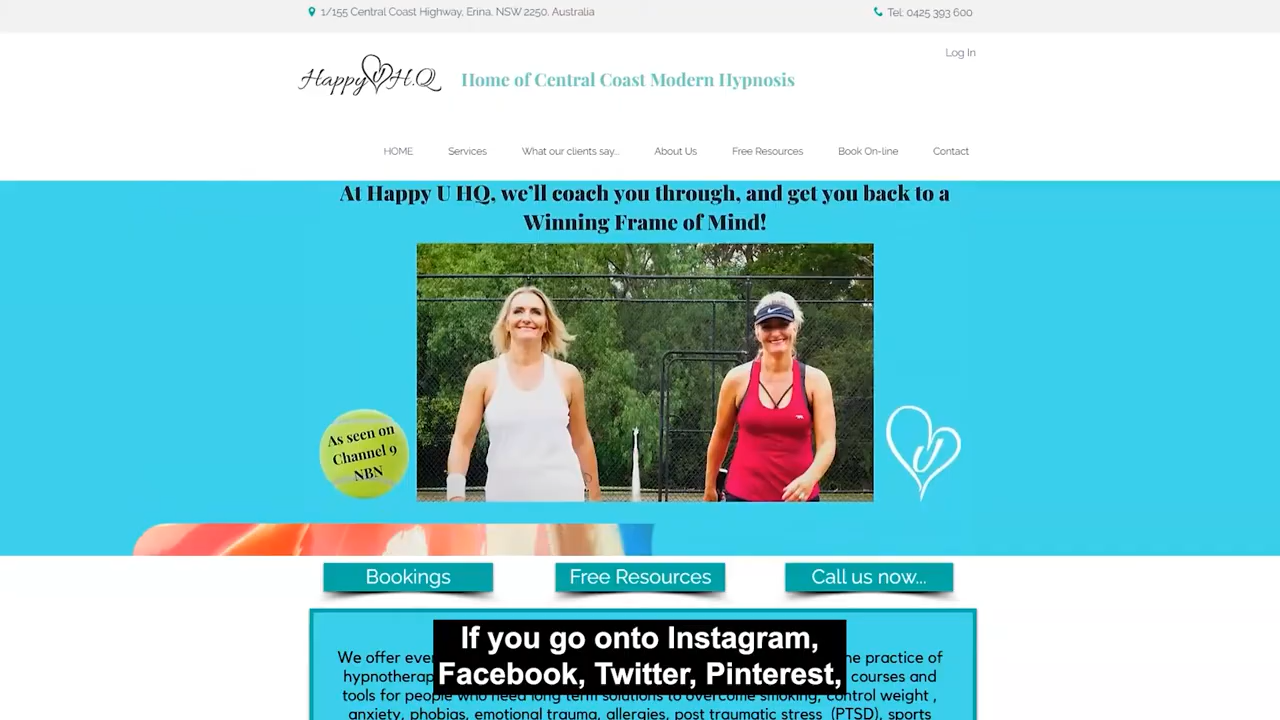 1/155 Central Coast Highway, Erina, NSW 2250, Australia
Tel: 0425 393 600
Log In
Happy U H.Q
Home of Central Coast Modern Hypnosis
HOME Services What our clients say... About Us Free Resources Book On-line Contact
At Happy U HQ, we'll coach you through, and get you back to a
Winning Frame of Mind!
As seen on
Channel 9
NBN
U
Bookings Free Resources Call us now...
If you go onto Instagram,
Facebook, Twitter, Pinterest,
We offer practice of
hypnotherap courses and
tools for people who need long term solutions to overcome smoking, control weight ,
anxiety, phobias, emotional trauma, allergies, post traumatic stress (PTSD), sports